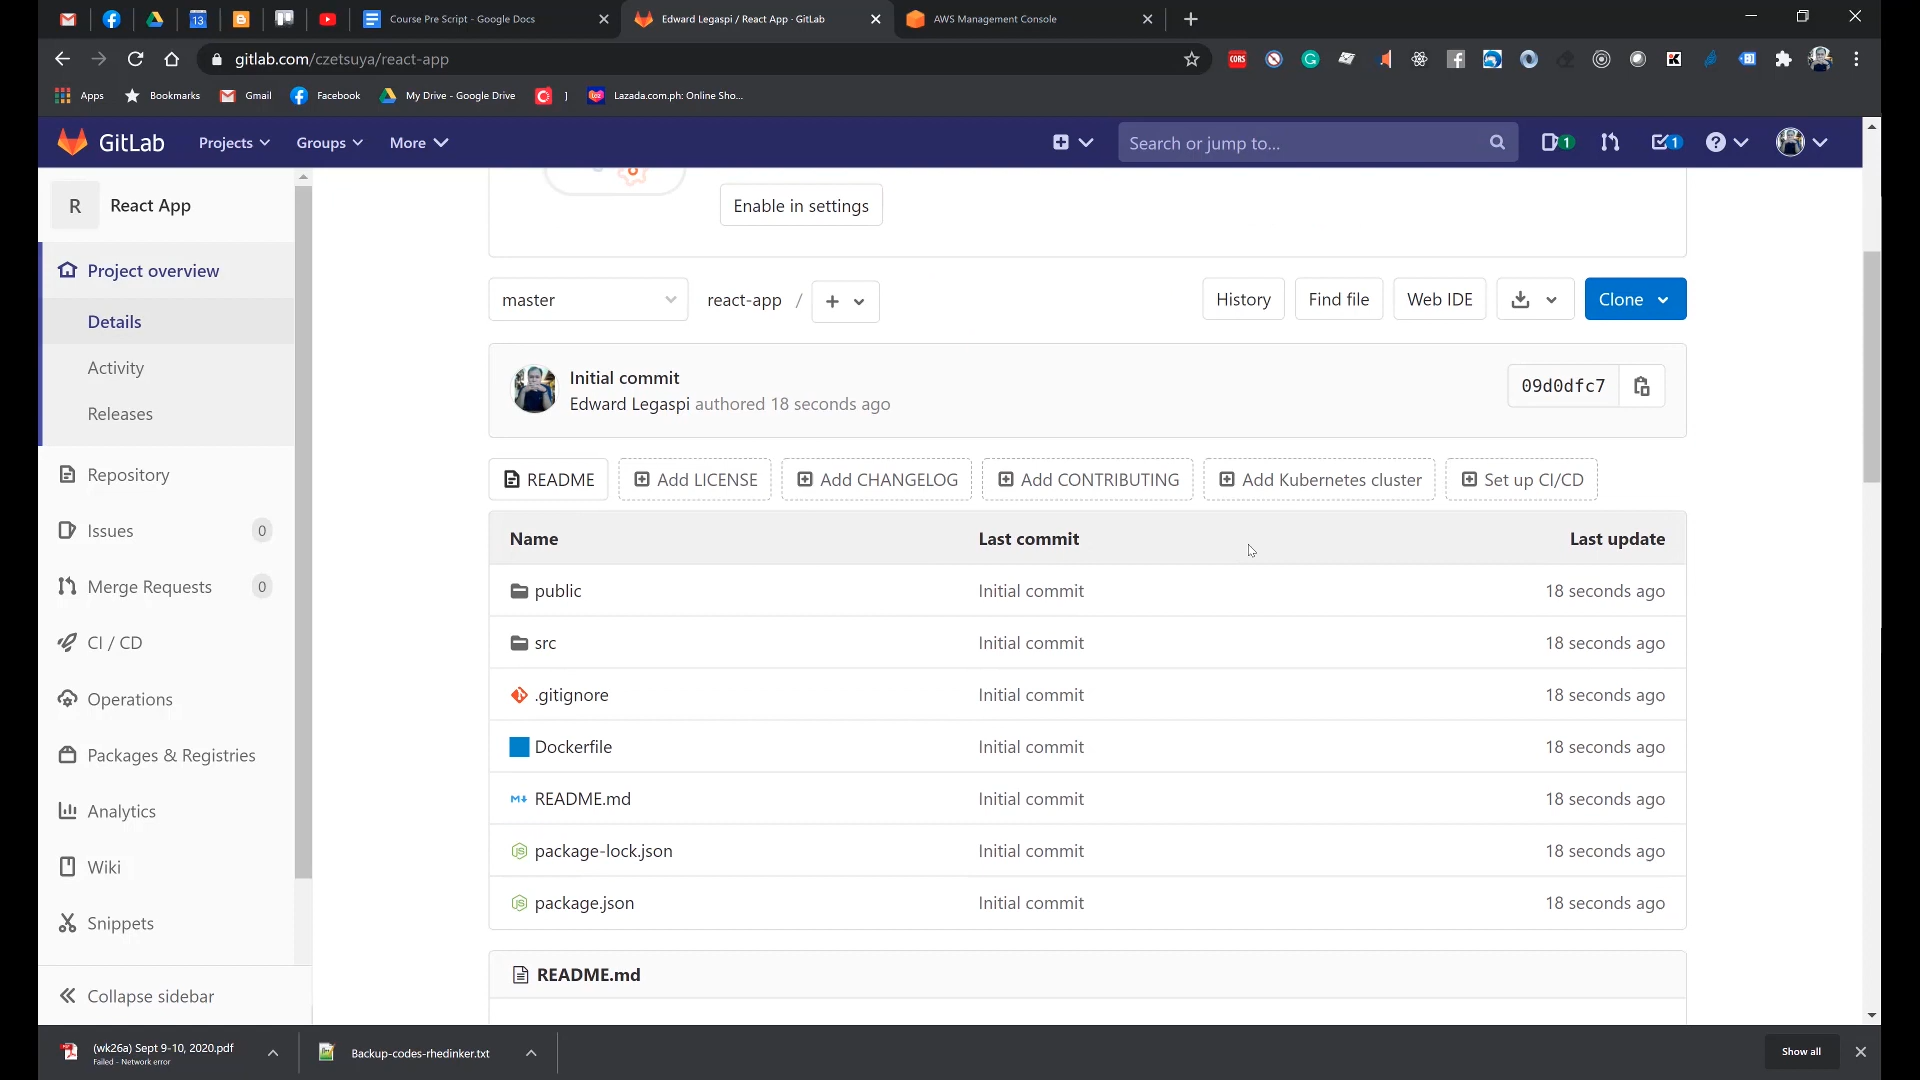 Course Pre Script - Google Docs
Edward Legaspi / React App · GitLab
AWS Management Console
gitlab.com/czetsuya/react-app
Apps
Bookmarks
Gmail
Facebook
My Drive - Google Drive
]
Lazada.com.ph: Online Sho...
GitLab
Projects
Groups
More
Search or jump to...
1
1
R
React App
Project overview
Details
Activity
Releases
Repository
Issues
0
Merge Requests
0
CI / CD
Operations
Packages & Registries
Analytics
Wiki
Snippets
Collapse sidebar
Enable in settings
master
react-app /
History
Find file
Web IDE
Clone
Initial commit
Edward Legaspi authored 18 seconds ago
09d0dfc7
README
Add LICENSE
Add CHANGELOG
Add CONTRIBUTING
Add Kubernetes cluster
Set up CI/CD
Name Last commit Last update
public Initial commit 18 seconds ago
src Initial commit 18 seconds ago
.gitignore Initial commit 18 seconds ago
Dockerfile Initial commit 18 seconds ago
README.md Initial commit 18 seconds ago
package-lock.json Initial commit 18 seconds ago
package.json Initial commit 18 seconds ago
README.md
(wk26a) Sept 9-10, 2020.pdf
Failed - Network error
Backup-codes-rhedinker.txt
Show all